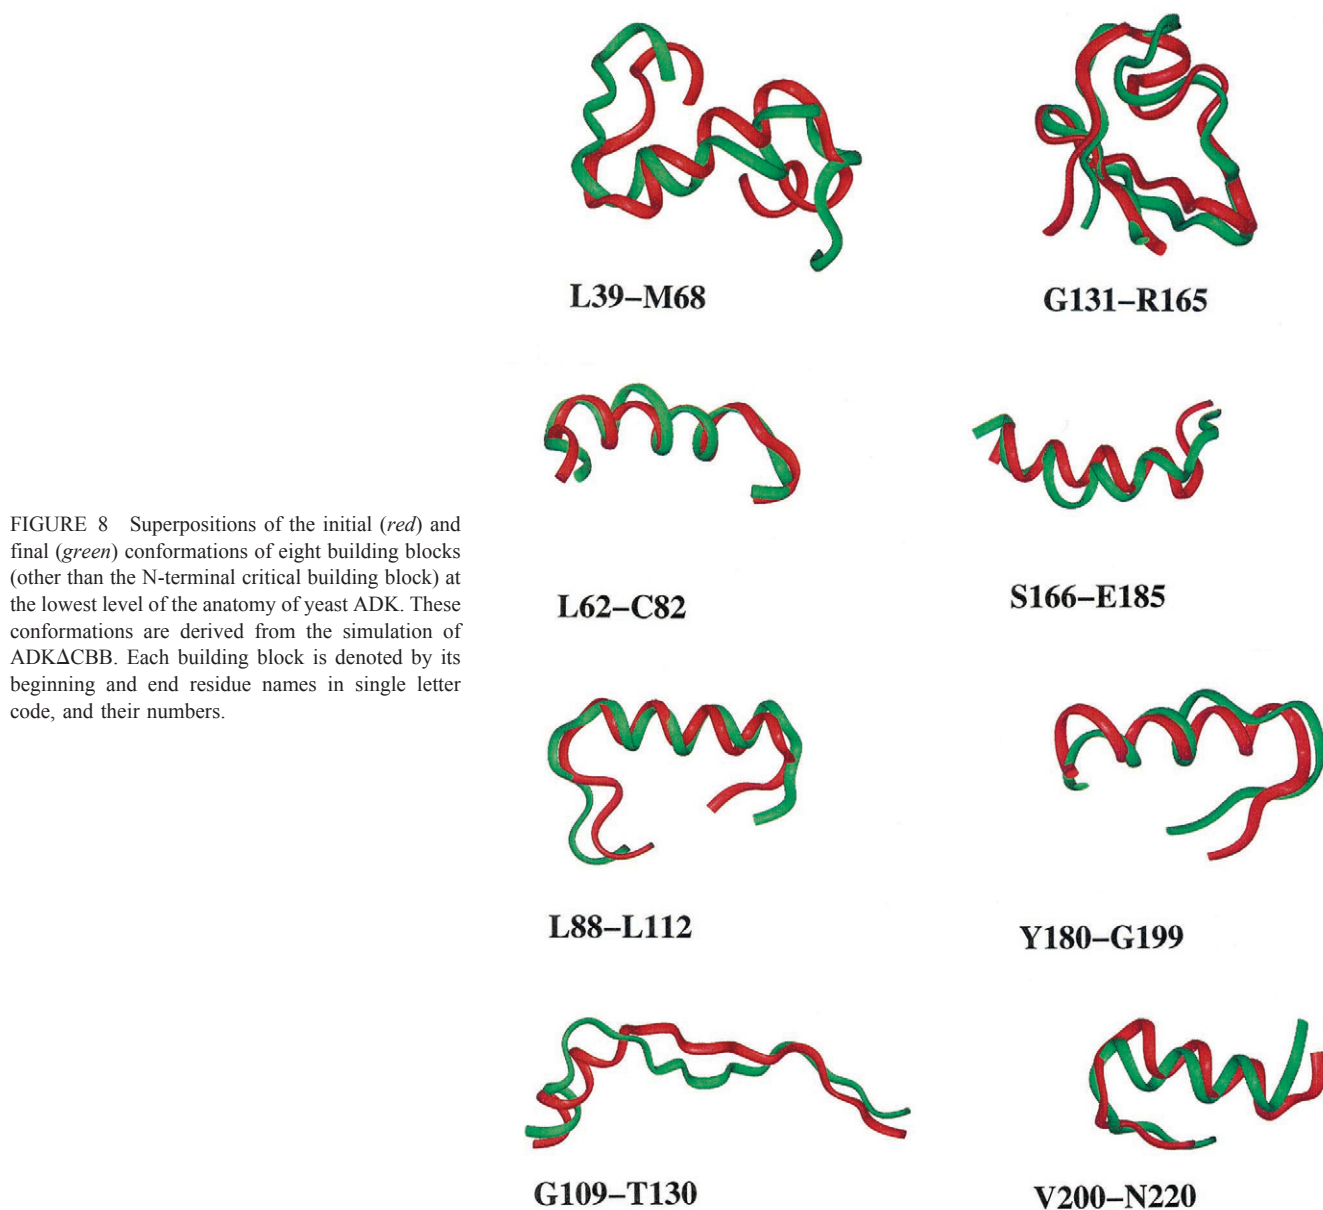 L39–M68
G131–R165
L62–C82
S166–E185
FIGURE 8 Superpositions of the initial (red) and
final (green) conformations of eight building blocks
(other than the N-terminal critical building block) at
the lowest level of the anatomy of yeast ADK. These
conformations are derived from the simulation of
ADKΔCBB. Each building block is denoted by its
beginning and end residue names in single letter
code, and their numbers.
L88–L112
Y180–G199
G109–T130
V200–N220